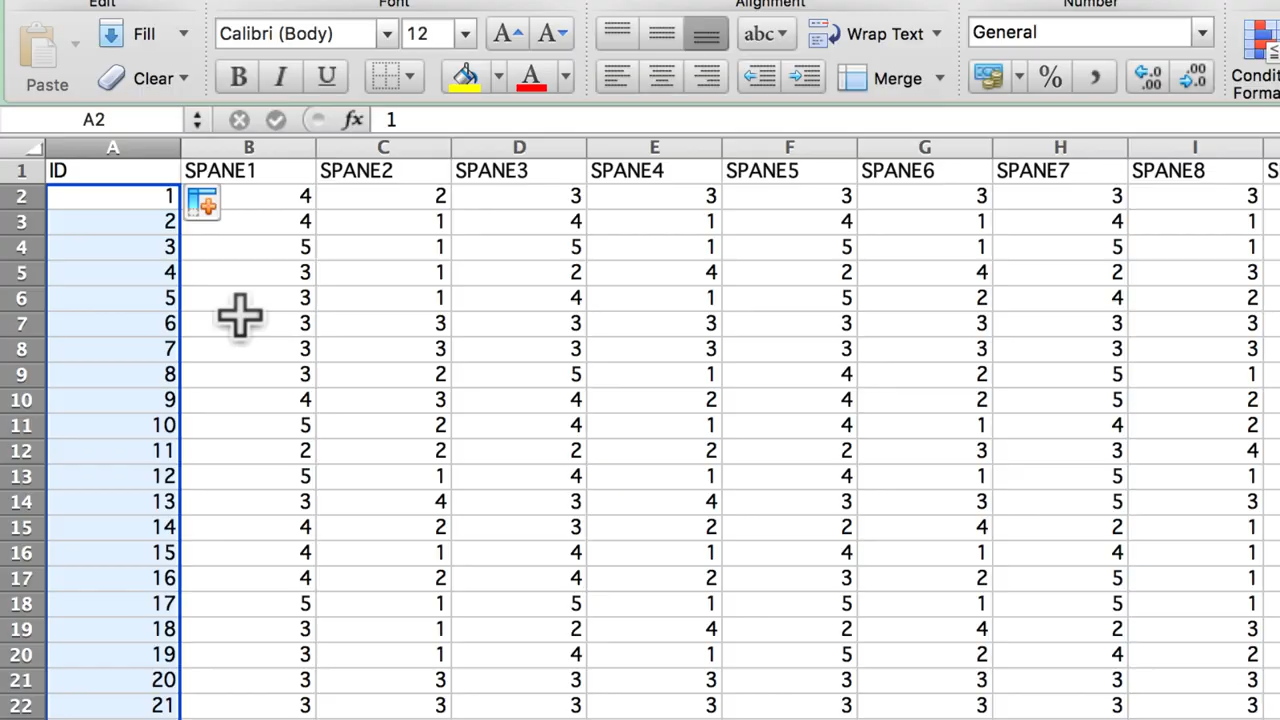 Edit Font Alignment Number
Fill Calibri (Body) 12 A A abc Wrap Text General
Paste Clear B I U A Merge % , .0 .00 .00 .0 Condi
Forma
A2 fx 1
A B C D E F G H I
1 ID SPANE1 SPANE2 SPANE3 SPANE4 SPANE5 SPANE6 SPANE7 SPANE8 S
2 1 4 2 3 3 3 3 3 3
3 2 4 1 4 1 4 1 4 1
4 3 5 1 5 1 5 1 5 1
5 4 3 1 2 4 2 4 2 3
6 5 3 1 4 1 5 2 4 2
7 6 3 3 3 3 3 3 3 3
8 7 3 3 3 3 3 3 3 3
9 8 3 2 5 1 4 2 5 1
10 9 4 3 4 2 4 2 5 2
11 10 5 2 4 1 4 1 4 2
12 11 2 2 2 2 2 3 3 4
13 12 5 1 4 1 4 1 5 1
14 13 3 4 3 4 3 3 5 3
15 14 4 2 3 2 2 4 2 1
16 15 4 1 4 1 4 1 4 1
17 16 4 2 4 2 3 2 5 1
18 17 5 1 5 1 5 1 5 1
19 18 3 1 2 4 2 4 2 3
20 19 3 1 4 1 5 2 4 2
21 20 3 3 3 3 3 3 3 3
22 21 3 3 3 3 3 3 3 3